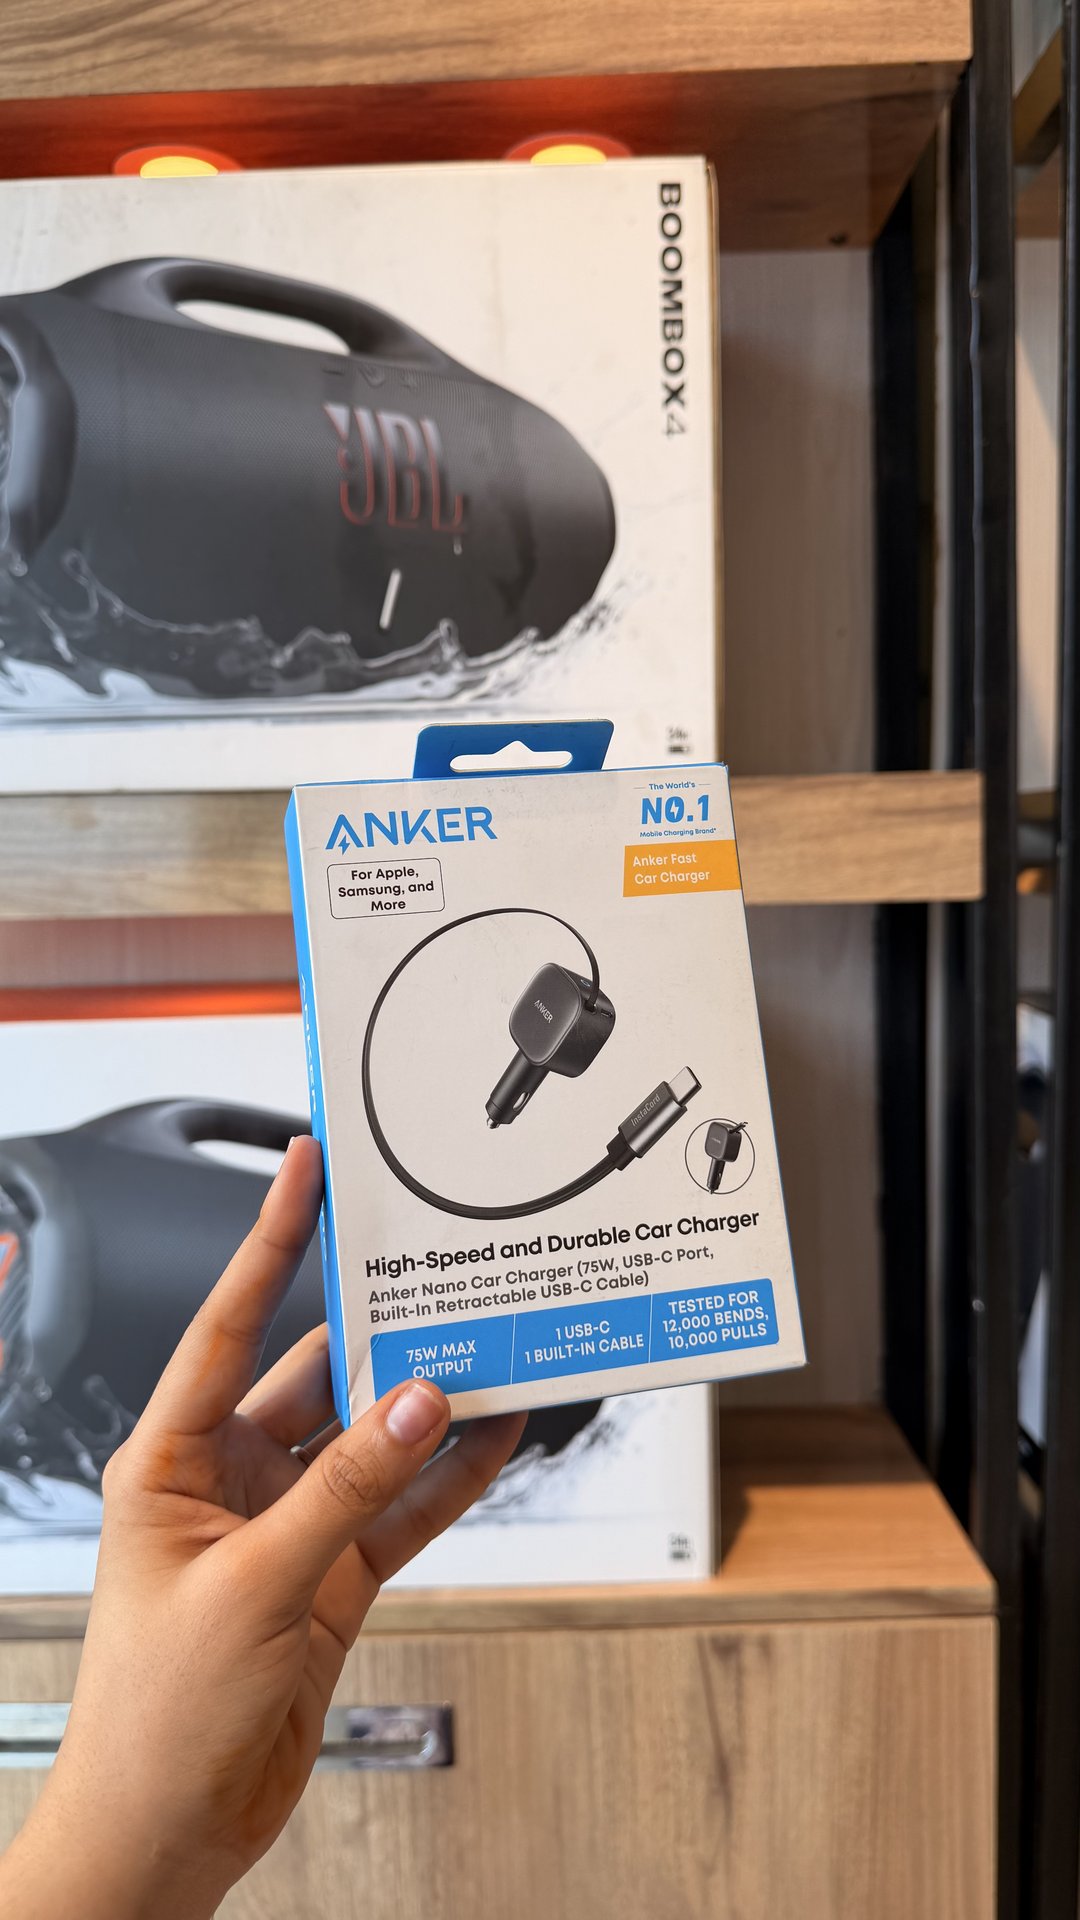 BOOMBOX 4
JBL
ANKER
The World's
NO.1
Mobile Charging Brand*
For Apple,
Samsung, and
More
Anker Fast
Car Charger
ANKER
InstaCord
High-Speed and Durable Car Charger
Anker Nano Car Charger (75W, USB-C Port,
Built-In Retractable USB-C Cable)
75W MAX
OUTPUT
1 USB-C
1 BUILT-IN CABLE
TESTED FOR
12,000 BENDS,
10,000 PULLS